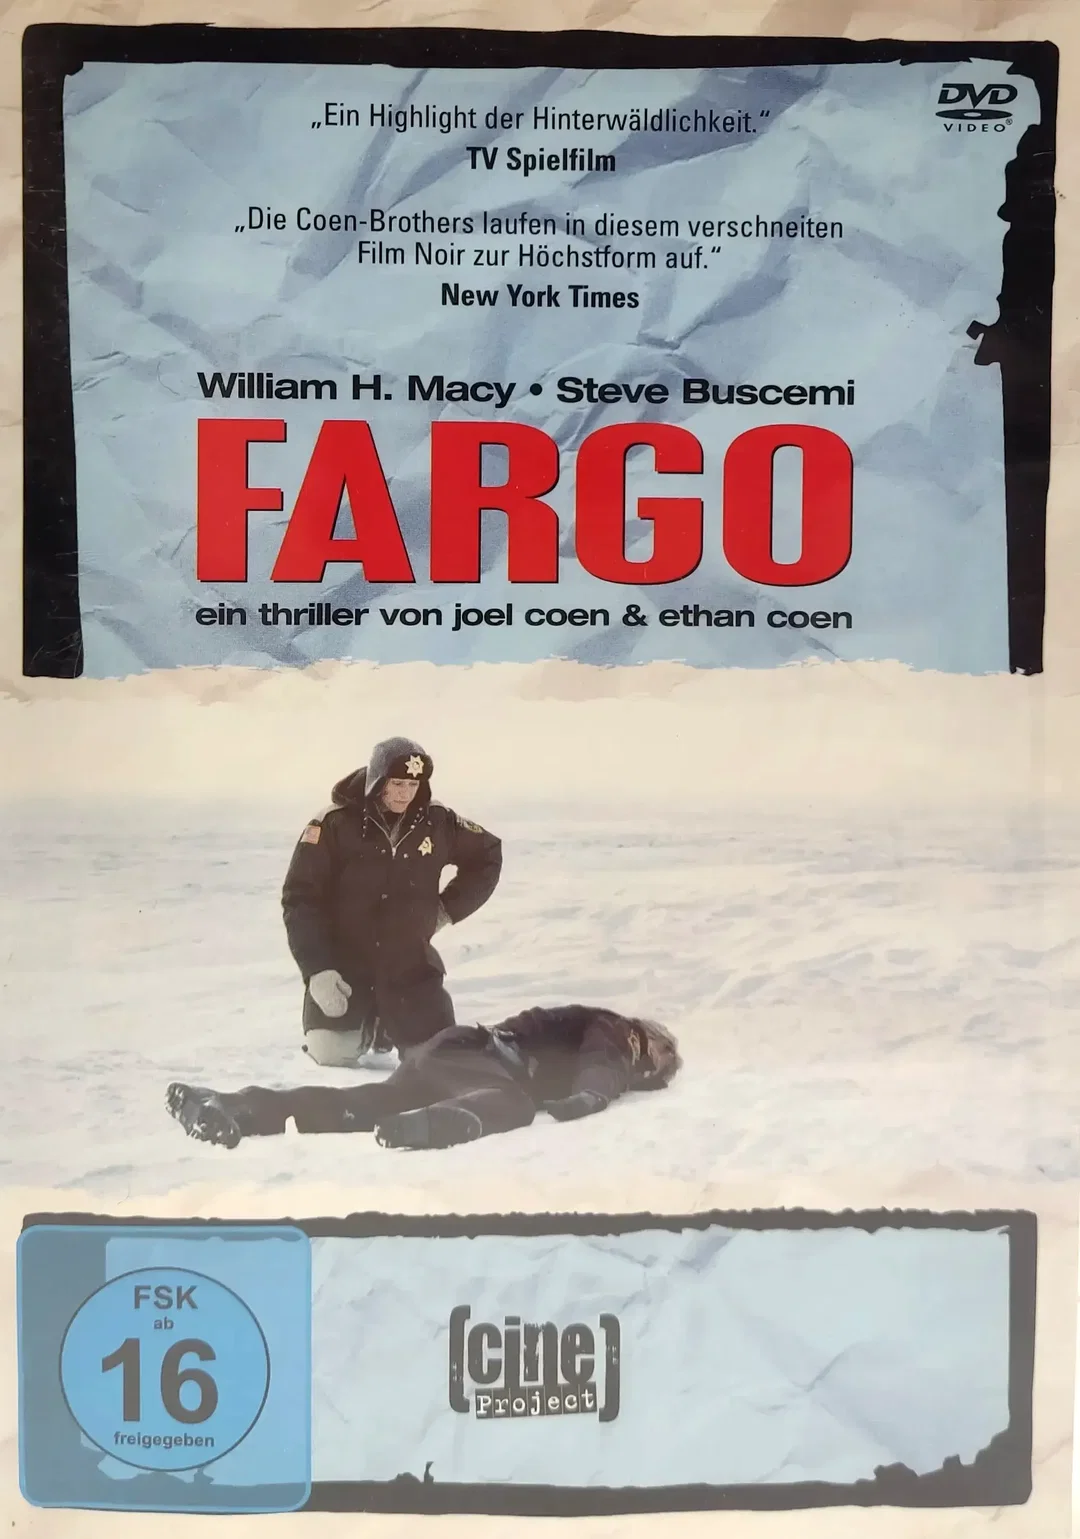 „Ein Highlight der Hinterwäldlichkeit.“
TV Spielfilm
„Die Coen-Brothers laufen in diesem verschneiten
Film Noir zur Höchstform auf.“
New York Times
DVD
VIDEO®
William H. Macy • Steve Buscemi
FARGO
ein thriller von joel coen & ethan coen
FSK
ab
16
freigegeben
[cine]
Project